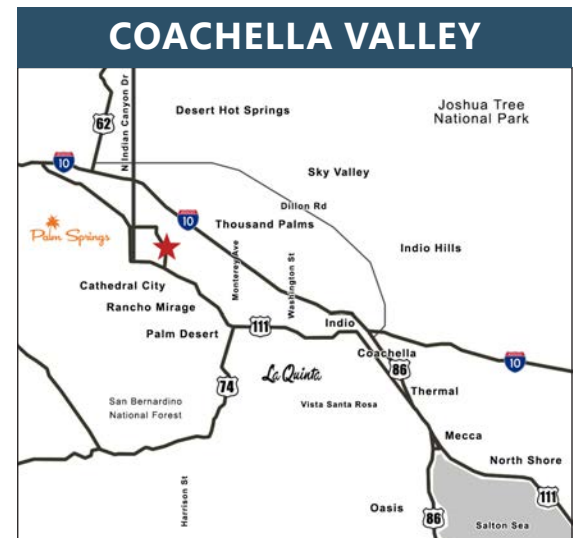 COACHELLA VALLEY
N Indian Canyon Dr
62
Desert Hot Springs
Joshua Tree
National Park
10
Sky Valley
Dillon Rd
10
Thousand Palms
Palm Springs
Indio Hills
Monterey Ave
Washington St
Cathedral City
Rancho Mirage
Palm Desert
111
Indio
Coachella
10
La Quinta
86
74
Thermal
San Bernardino
National Forest
Vista Santa Rosa
Mecca
North Shore
Harrison St
111
Oasis
86
Salton Sea